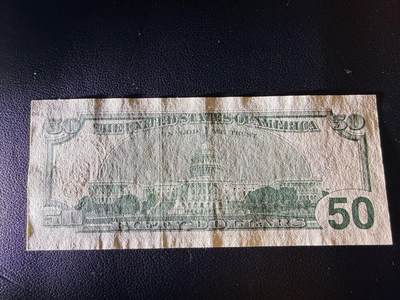 50 THE UNITED STATES OF AMERICA 50
IN GOD WE TRUST
50 FIFTY DOLLARS 50